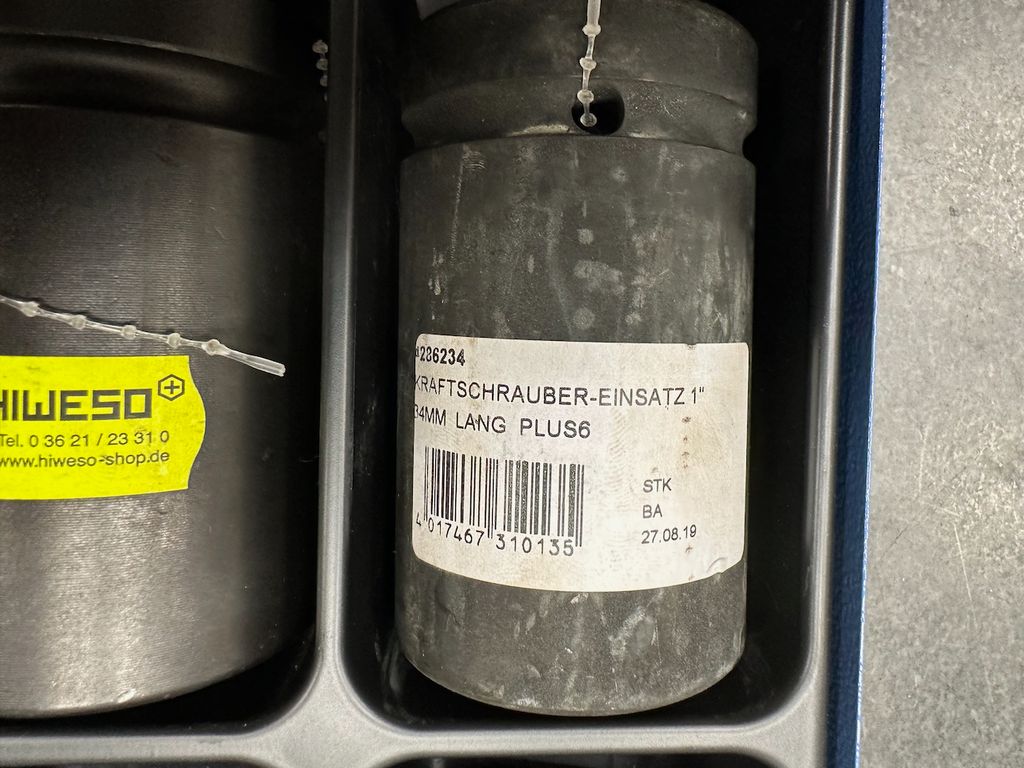 HIWESO
Tel. 0 36 21 / 23 31 0
www.hiweso-shop.de
286234
KRAFTSCHRAUBER-EINSATZ 1"
34MM LANG PLUS6
4 017467 310135
STK
BA
27.08.19